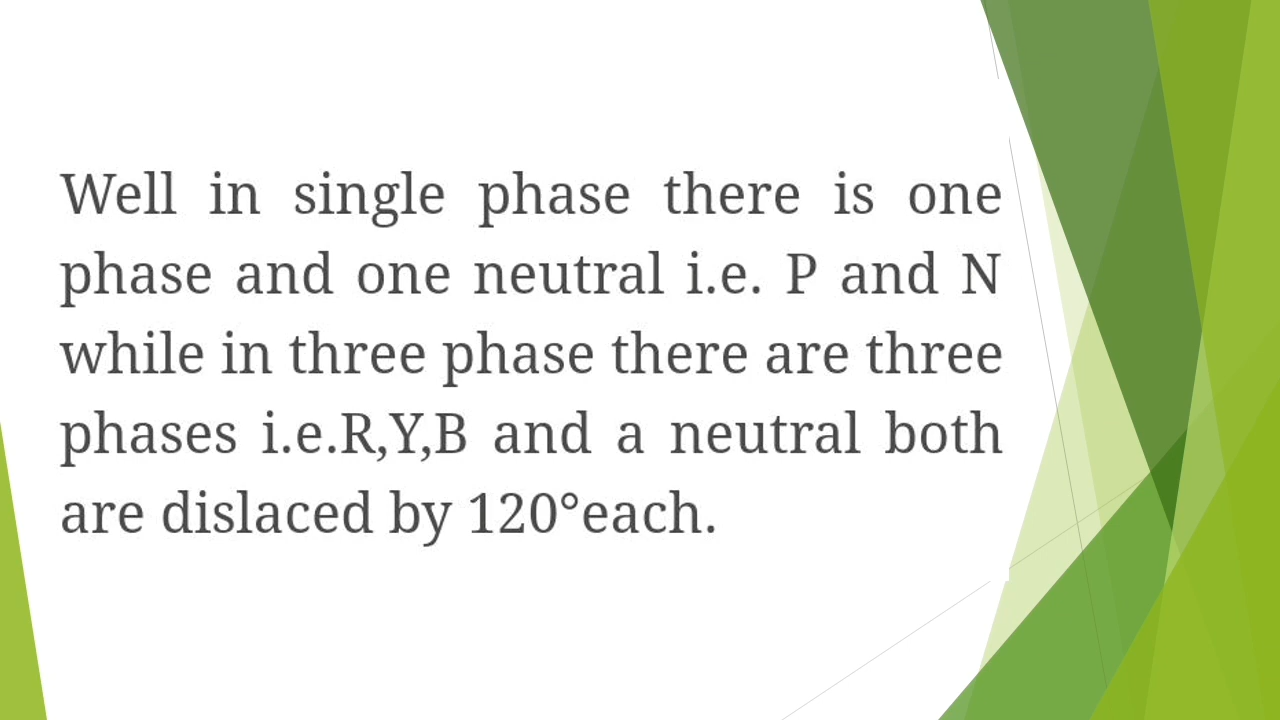 Well in single phase there is one
phase and one neutral i.e. P and N
while in three phase there are three
phases i.e.R,Y,B and a neutral both
are dislaced by 120°each.